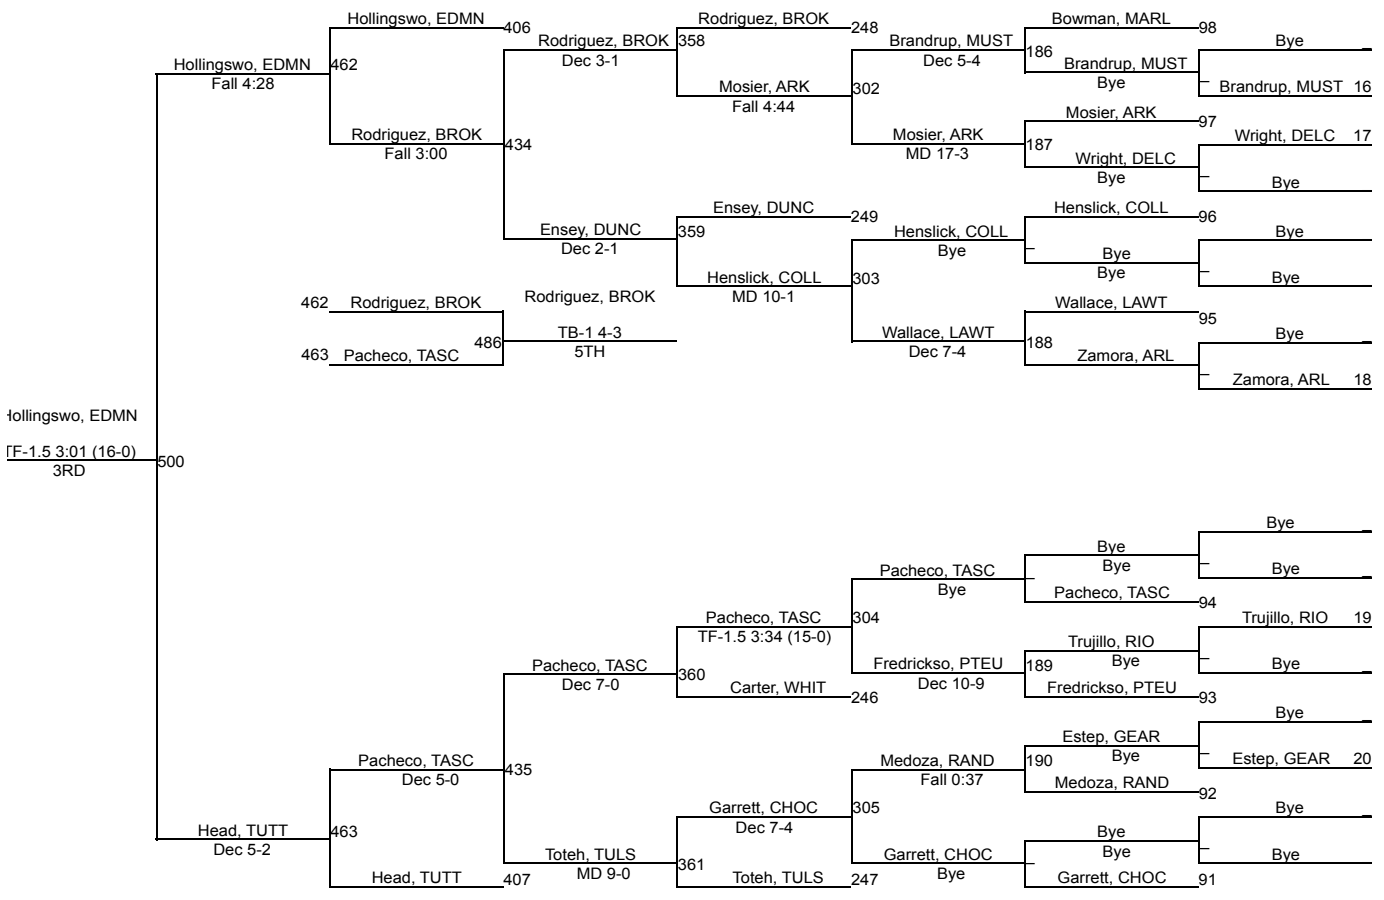 Hollingswo, EDMN
406
Rodriguez, BROK
248
Bowman, MARL
98
Rodriguez, BROK
358
Dec 3-1
Brandrup, MUST
186
Dec 5-4
Bye
Hollingswo, EDMN
462
Fall 4:28
Brandrup, MUST
Bye
Mosier, ARK
302
Fall 4:44
Brandrup, MUST 16
Mosier, ARK
97
Rodriguez, BROK
434
Fall 3:00
Mosier, ARK
187
MD 17-3
Wright, DELC 17
Wright, DELC
Bye
Bye
Ensey, DUNC
249
Henslick, COLL
96
Ensey, DUNC
359
Dec 2-1
Henslick, COLL
Bye
Bye
Bye
Bye
Henslick, COLL
303
MD 10-1
Bye
462 Rodriguez, BROK
Rodriguez, BROK
Wallace, LAWT
95
486
TB-1 4-3
5TH
Wallace, LAWT
188
Dec 7-4
Bye
463 Pacheco, TASC
Zamora, ARL
Zamora, ARL 18
Hollingswo, EDMN
TF-1.5 3:01 (16-0)
500
3RD
Bye
Bye
Bye
Pacheco, TASC
Bye
Bye
Pacheco, TASC
94
Pacheco, TASC
304
TF-1.5 3:34 (15-0)
Trujillo, RIO 19
Trujillo, RIO
Bye
Pacheco, TASC
360
Dec 7-0
Fredrickso, PTEU
189
Dec 10-9
Bye
Carter, WHIT
246
Fredrickso, PTEU
93
Bye
Estep, GEAR
Bye
Pacheco, TASC
435
Dec 5-0
Medoza, RAND
190
Fall 0:37
Estep, GEAR 20
Medoza, RAND
92
Garrett, CHOC
305
Dec 7-4
Bye
Head, TUTT
463
Dec 5-2
Bye
Bye
Toteh, TULS
361
MD 9-0
Garrett, CHOC
Bye
Bye
Head, TUTT
407
Toteh, TULS
247
Garrett, CHOC
91